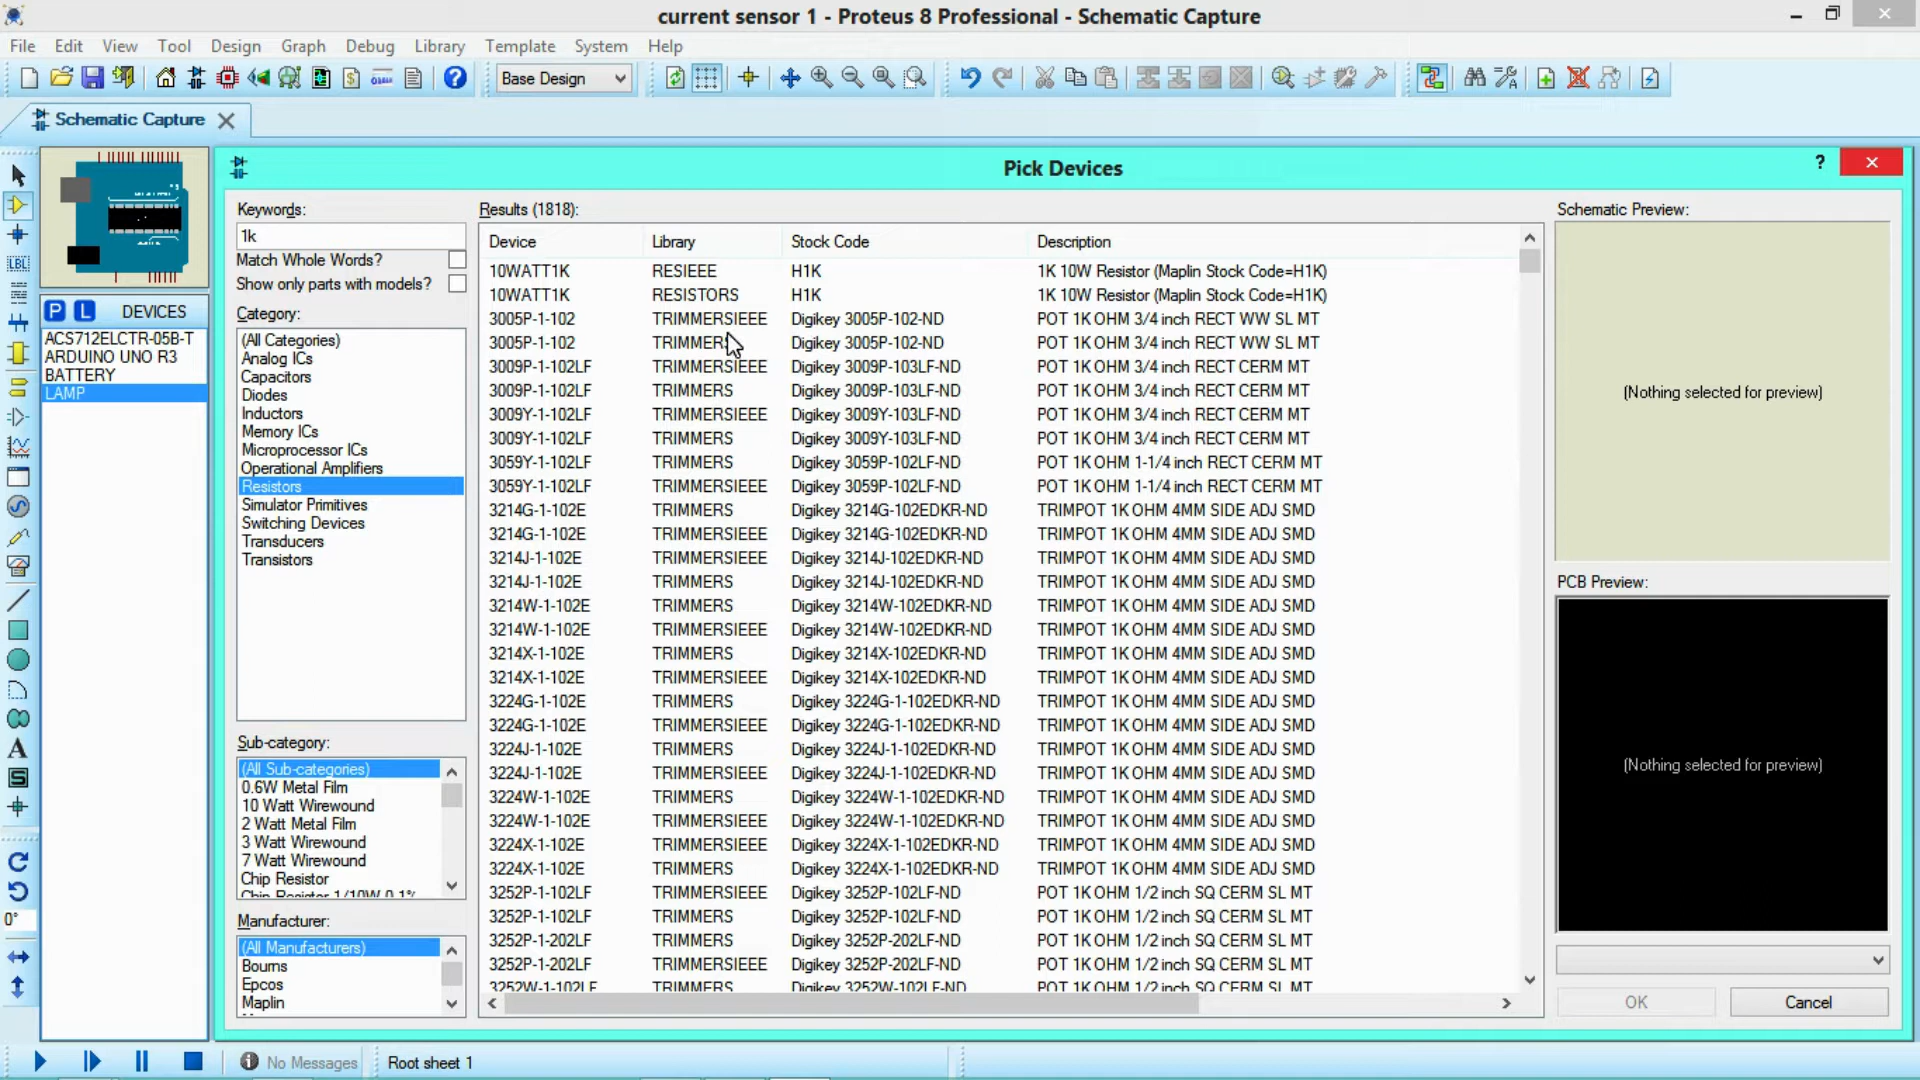 current sensor 1 - Proteus 8 Professional - Schematic Capture
File Edit View Tool Design Graph Debug Library Template System Help
Base Design
Schematic Capture
Pick Devices
?
P L DEVICES
ACS712ELCTR-05B-T
ARDUINO UNO R3
BATTERY
LAMP
LBL
A
S
0°
Keywords:
1k
Match Whole Words?
Show only parts with models?
Category:
(All Categories)
Analog ICs
Capacitors
Diodes
Inductors
Memory ICs
Microprocessor ICs
Operational Amplifiers
Resistors
Simulator Primitives
Switching Devices
Transducers
Transistors
Sub-category:
(All Sub-categories)
0.6W Metal Film
10 Watt Wirewound
2 Watt Metal Film
3 Watt Wirewound
7 Watt Wirewound
Chip Resistor
Chip Resistor 1/10W 0.1%
Manufacturer:
(All Manufacturers)
Bourns
Epcos
Maplin
Results (1818):
Device Library Stock Code Description
10WATT1K RESIEEE H1K 1K 10W Resistor (Maplin Stock Code=H1K)
10WATT1K RESISTORS H1K 1K 10W Resistor (Maplin Stock Code=H1K)
3005P-1-102 TRIMMERSIEEE Digikey 3005P-102-ND POT 1K OHM 3/4 inch RECT WW SL MT
3005P-1-102 TRIMMERS Digikey 3005P-102-ND POT 1K OHM 3/4 inch RECT WW SL MT
3009P-1-102LF TRIMMERSIEEE Digikey 3009P-103LF-ND POT 1K OHM 3/4 inch RECT CERM MT
3009P-1-102LF TRIMMERS Digikey 3009P-103LF-ND POT 1K OHM 3/4 inch RECT CERM MT
3009Y-1-102LF TRIMMERSIEEE Digikey 3009Y-103LF-ND POT 1K OHM 3/4 inch RECT CERM MT
3009Y-1-102LF TRIMMERS Digikey 3009Y-103LF-ND POT 1K OHM 3/4 inch RECT CERM MT
3059Y-1-102LF TRIMMERS Digikey 3059P-102LF-ND POT 1K OHM 1-1/4 inch RECT CERM MT
3059Y-1-102LF TRIMMERSIEEE Digikey 3059P-102LF-ND POT 1K OHM 1-1/4 inch RECT CERM MT
3214G-1-102E TRIMMERS Digikey 3214G-102EDKR-ND TRIMPOT 1K OHM 4MM SIDE ADJ SMD
3214G-1-102E TRIMMERSIEEE Digikey 3214G-102EDKR-ND TRIMPOT 1K OHM 4MM SIDE ADJ SMD
3214J-1-102E TRIMMERSIEEE Digikey 3214J-102EDKR-ND TRIMPOT 1K OHM 4MM SIDE ADJ SMD
3214J-1-102E TRIMMERS Digikey 3214J-102EDKR-ND TRIMPOT 1K OHM 4MM SIDE ADJ SMD
3214W-1-102E TRIMMERS Digikey 3214W-102EDKR-ND TRIMPOT 1K OHM 4MM SIDE ADJ SMD
3214W-1-102E TRIMMERSIEEE Digikey 3214W-102EDKR-ND TRIMPOT 1K OHM 4MM SIDE ADJ SMD
3214X-1-102E TRIMMERS Digikey 3214X-102EDKR-ND TRIMPOT 1K OHM 4MM SIDE ADJ SMD
3214X-1-102E TRIMMERSIEEE Digikey 3214X-102EDKR-ND TRIMPOT 1K OHM 4MM SIDE ADJ SMD
3224G-1-102E TRIMMERS Digikey 3224G-1-102EDKR-ND TRIMPOT 1K OHM 4MM SIDE ADJ SMD
3224G-1-102E TRIMMERSIEEE Digikey 3224G-1-102EDKR-ND TRIMPOT 1K OHM 4MM SIDE ADJ SMD
3224J-1-102E TRIMMERS Digikey 3224J-1-102EDKR-ND TRIMPOT 1K OHM 4MM SIDE ADJ SMD
3224J-1-102E TRIMMERSIEEE Digikey 3224J-1-102EDKR-ND TRIMPOT 1K OHM 4MM SIDE ADJ SMD
3224W-1-102E TRIMMERS Digikey 3224W-1-102EDKR-ND TRIMPOT 1K OHM 4MM SIDE ADJ SMD
3224W-1-102E TRIMMERSIEEE Digikey 3224W-1-102EDKR-ND TRIMPOT 1K OHM 4MM SIDE ADJ SMD
3224X-1-102E TRIMMERSIEEE Digikey 3224X-1-102EDKR-ND TRIMPOT 1K OHM 4MM SIDE ADJ SMD
3224X-1-102E TRIMMERS Digikey 3224X-1-102EDKR-ND TRIMPOT 1K OHM 4MM SIDE ADJ SMD
3252P-1-102LF TRIMMERSIEEE Digikey 3252P-102LF-ND POT 1K OHM 1/2 inch SQ CERM SL MT
3252P-1-102LF TRIMMERS Digikey 3252P-102LF-ND POT 1K OHM 1/2 inch SQ CERM SL MT
3252P-1-202LF TRIMMERS Digikey 3252P-202LF-ND POT 1K OHM 1/2 inch SQ CERM SL MT
3252P-1-202LF TRIMMERSIEEE Digikey 3252P-202LF-ND POT 1K OHM 1/2 inch SQ CERM SL MT
3252W-1-102LF TRIMMERS Digikey 3252W-102LF-ND POT 1K OHM 1/2 inch SQ CERM SL MT
Schematic Preview:
(Nothing selected for preview)
PCB Preview:
(Nothing selected for preview)
OK Cancel
No Messages Root sheet 1